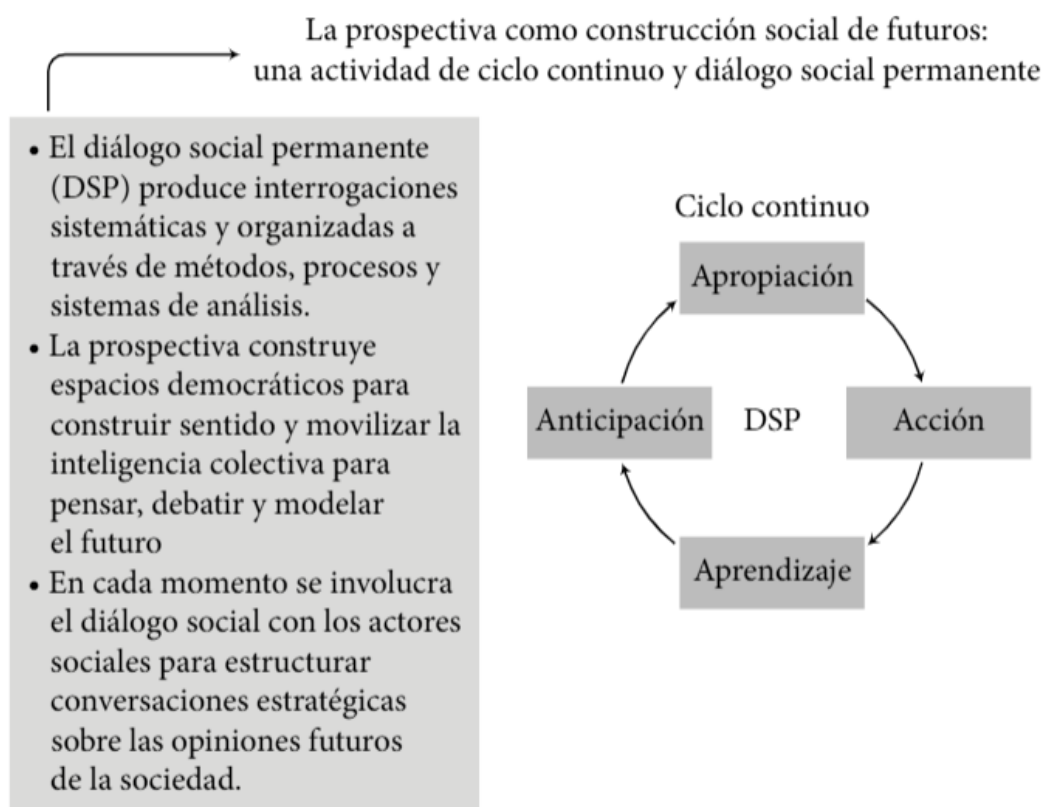 La prospectiva como construcción social de futuros:
una actividad de ciclo continuo y diálogo social permanente
• El diálogo social permanente
(DSP) produce interrogaciones
sistemáticas y organizadas a
través de métodos, procesos y
sistemas de análisis.
• La prospectiva construye
espacios democráticos para
construir sentido y movilizar la
inteligencia colectiva para
pensar, debatir y modelar
el futuro
• En cada momento se involucra
el diálogo social con los actores
sociales para estructurar
conversaciones estratégicas
sobre las opiniones futuros
de la sociedad.
Ciclo continuo
Apropiación
Anticipación DSP Acción
Aprendizaje